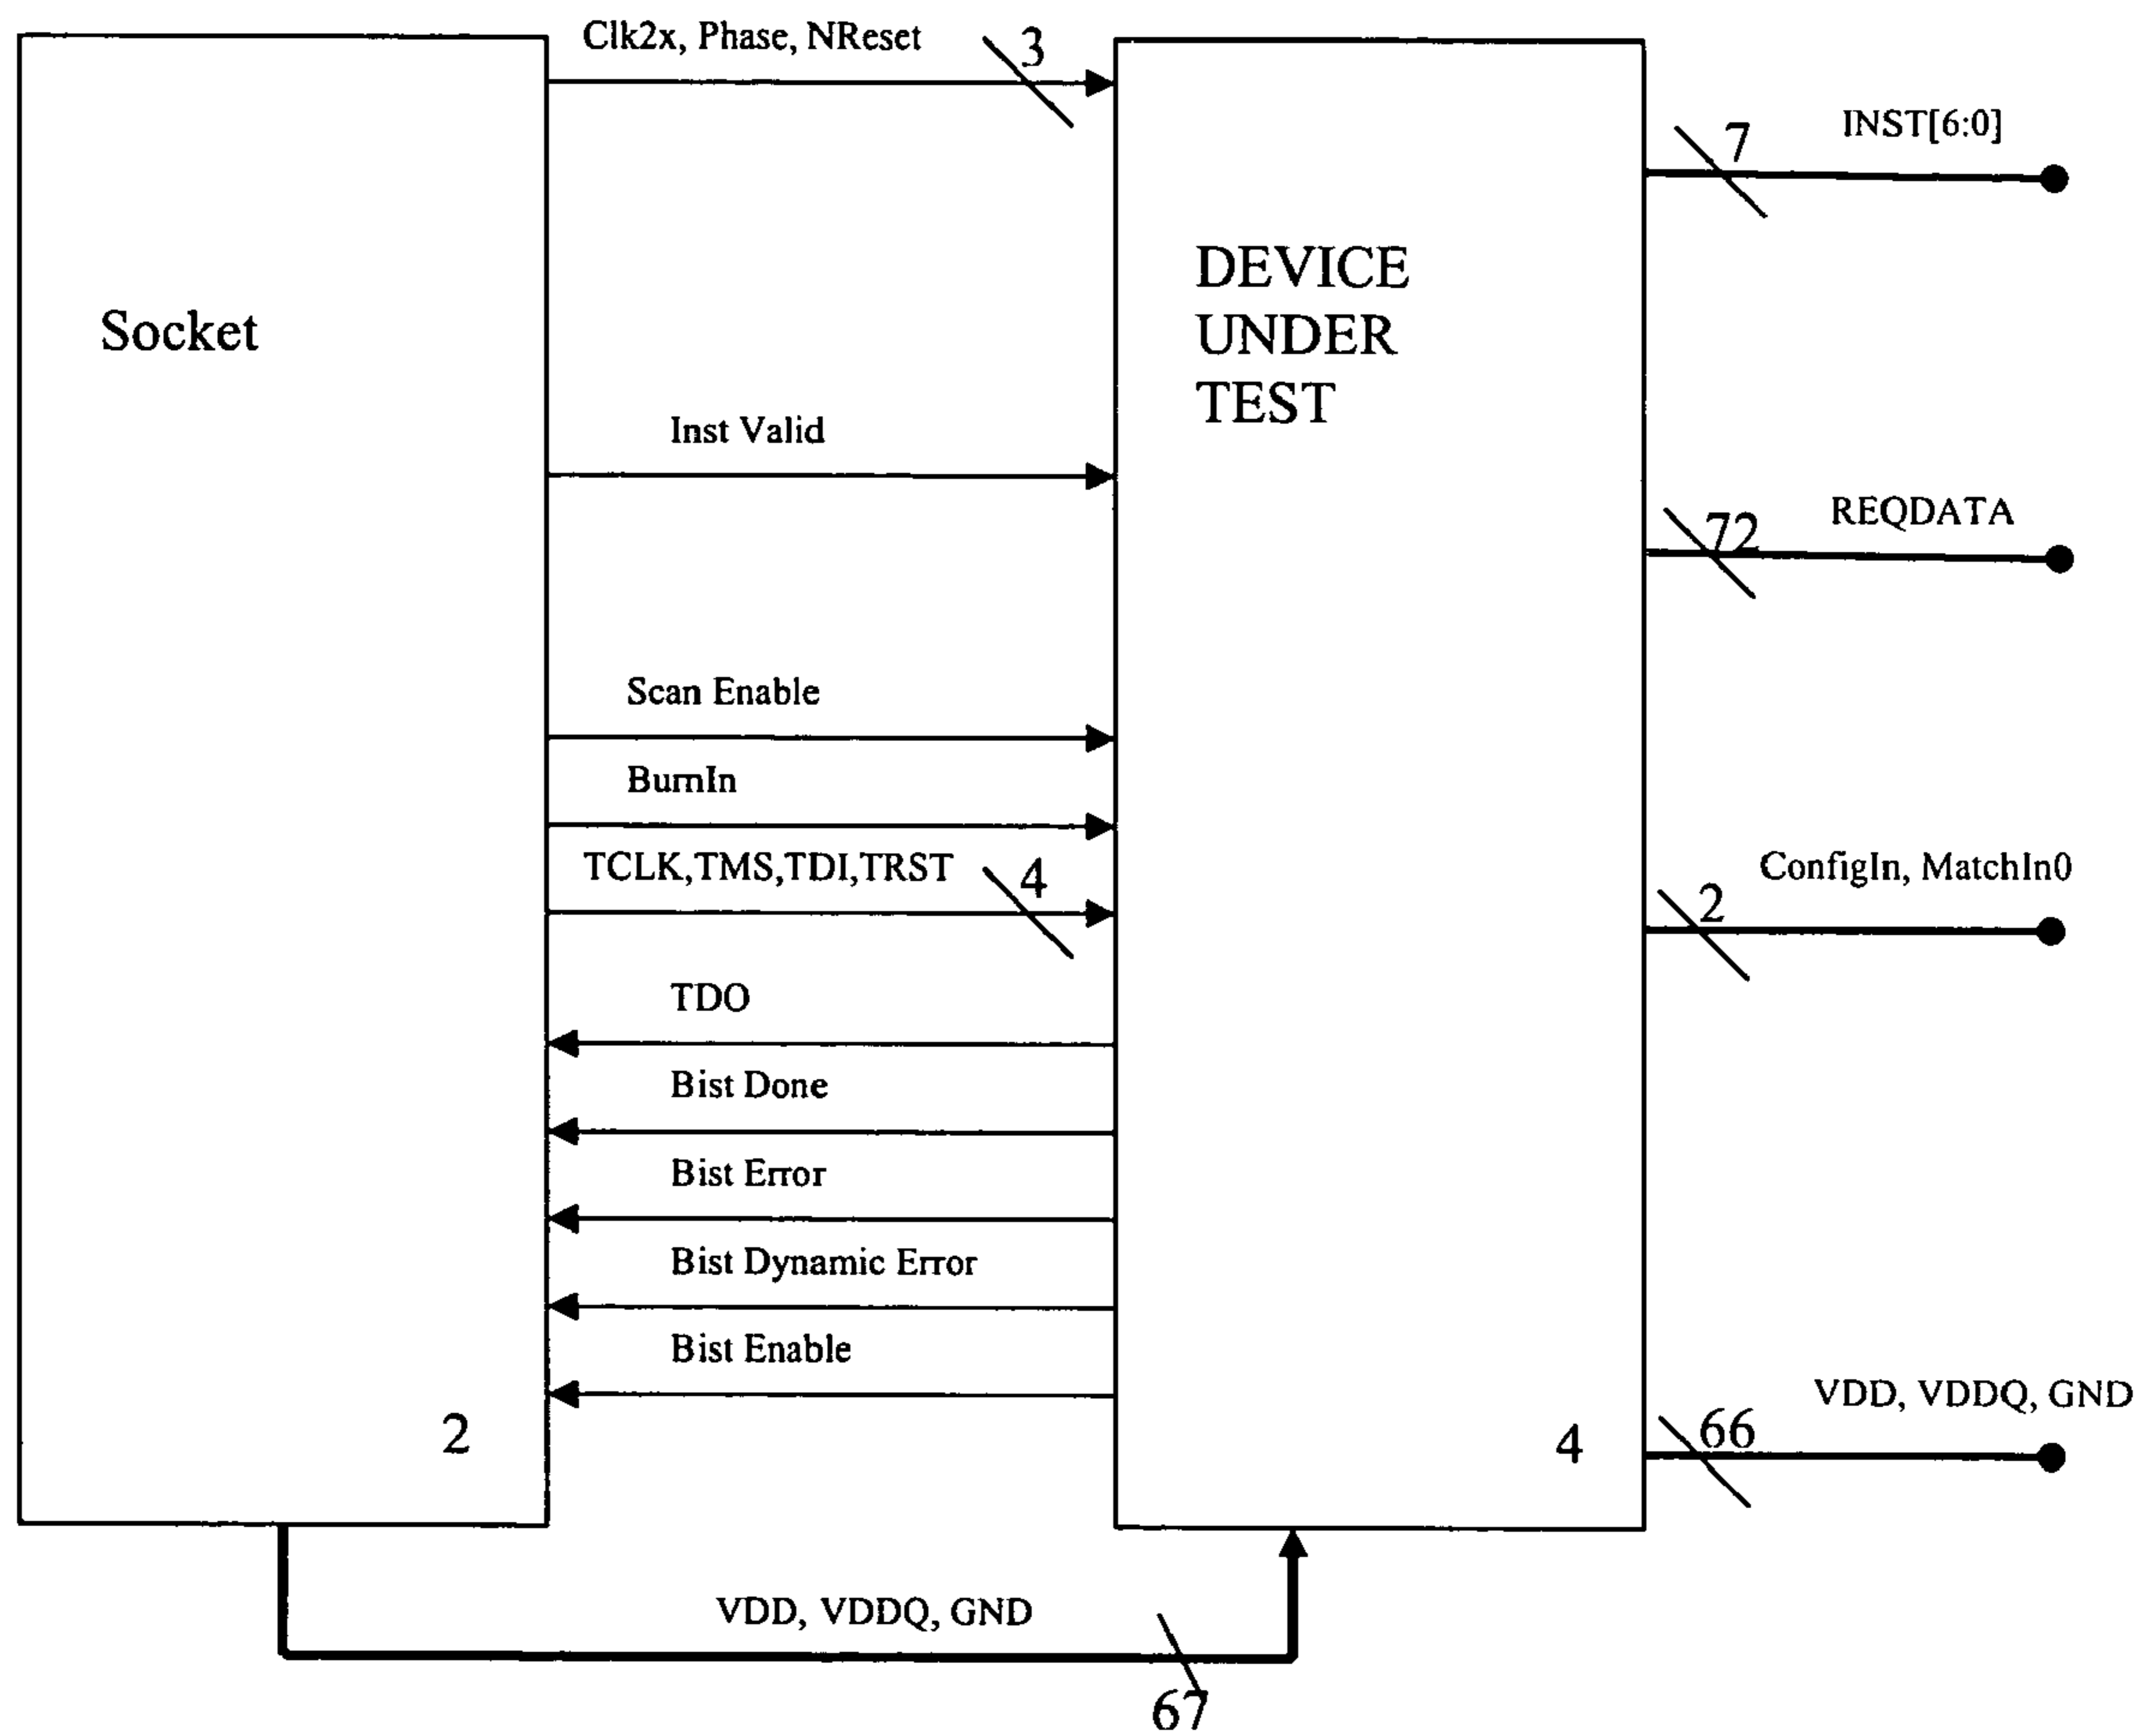 Clk2x, Phase, NReset
3
INST[6:0]
7
Socket
DEVICE
UNDER
TEST
Inst Valid
REQDATA
72
Scan Enable
BurnIn
TCLK,TMS,TDI,TRST
4
ConfigIn, MatchIn0
2
TDO
Bist Done
Bist Error
Bist Dynamic Error
Bist Enable
2
4
VDD, VDDQ, GND
66
VDD, VDDQ, GND
67